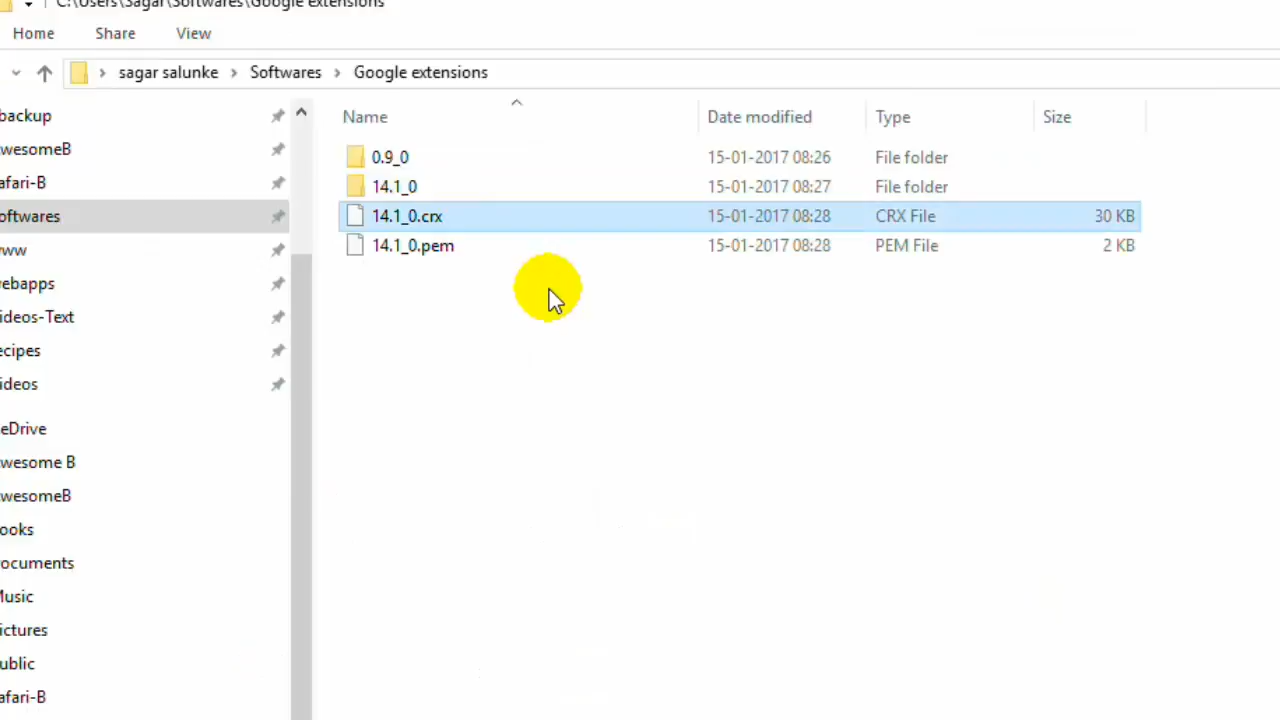 C:\Users\Sagar\Softwares\Google extensions
Home Share View
sagar salunke Softwares Google extensions
Name Date modified Type Size
0.9_0 15-01-2017 08:26 File folder
14.1_0 15-01-2017 08:27 File folder
14.1_0.crx 15-01-2017 08:28 CRX File 30 KB
14.1_0.pem 15-01-2017 08:28 PEM File 2 KB
backup
wesomeB
afari-B
oftwares
ww
ebapps
ideos-Text
ecipes
ideos
eDrive
wesome B
wesomeB
ooks
ocuments
Music
ictures
ublic
afari-B